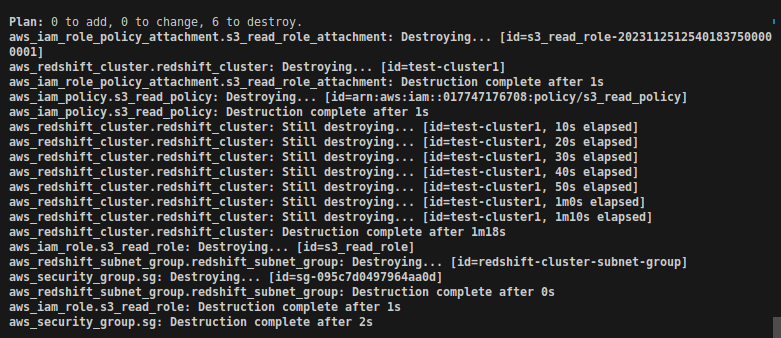 Plan: 0 to add, 0 to change, 6 to destroy.
aws_iam_role_policy_attachment.s3_read_role_attachment: Destroying... [id=s3_read_role-2023112512540183750000
0001]
aws_redshift_cluster.redshift_cluster: Destroying... [id=test-cluster1]
aws_iam_role_policy_attachment.s3_read_role_attachment: Destruction complete after 1s
aws_iam_policy.s3_read_policy: Destroying... [id=arn:aws:iam::017747176708:policy/s3_read_policy]
aws_iam_policy.s3_read_policy: Destruction complete after 1s
aws_redshift_cluster.redshift_cluster: Still destroying... [id=test-cluster1, 10s elapsed]
aws_redshift_cluster.redshift_cluster: Still destroying... [id=test-cluster1, 20s elapsed]
aws_redshift_cluster.redshift_cluster: Still destroying... [id=test-cluster1, 30s elapsed]
aws_redshift_cluster.redshift_cluster: Still destroying... [id=test-cluster1, 40s elapsed]
aws_redshift_cluster.redshift_cluster: Still destroying... [id=test-cluster1, 50s elapsed]
aws_redshift_cluster.redshift_cluster: Still destroying... [id=test-cluster1, 1m0s elapsed]
aws_redshift_cluster.redshift_cluster: Still destroying... [id=test-cluster1, 1m10s elapsed]
aws_redshift_cluster.redshift_cluster: Destruction complete after 1m18s
aws_iam_role.s3_read_role: Destroying... [id=s3_read_role]
aws_redshift_subnet_group.redshift_subnet_group: Destroying... [id=redshift-cluster-subnet-group]
aws_security_group.sg: Destroying... [id=sg-095c7d0497964aa0d]
aws_redshift_subnet_group.redshift_subnet_group: Destruction complete after 0s
aws_iam_role.s3_read_role: Destruction complete after 1s
aws_security_group.sg: Destruction complete after 2s